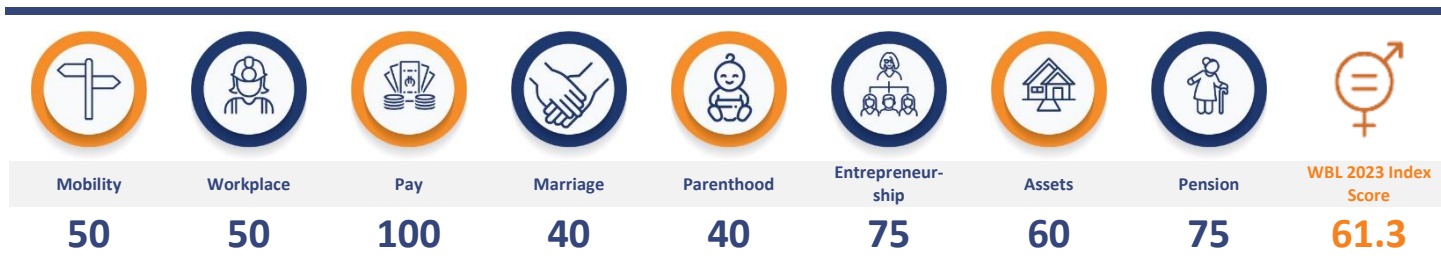 Mobility
Workplace
Pay
Marriage
Parenthood
Entrepreneur-
ship
Assets
Pension
WBL 2023 Index
Score
50
50
100
40
40
75
60
75
61.3